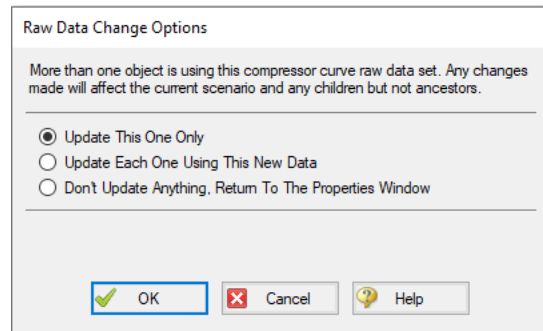 Raw Data Change Options
More than one object is using this compressor curve raw data set. Any changes
made will affect the current scenario and any children but not ancestors.
Update This One Only
Update Each One Using This New Data
Don't Update Anything, Return To The Properties Window
OK Cancel Help